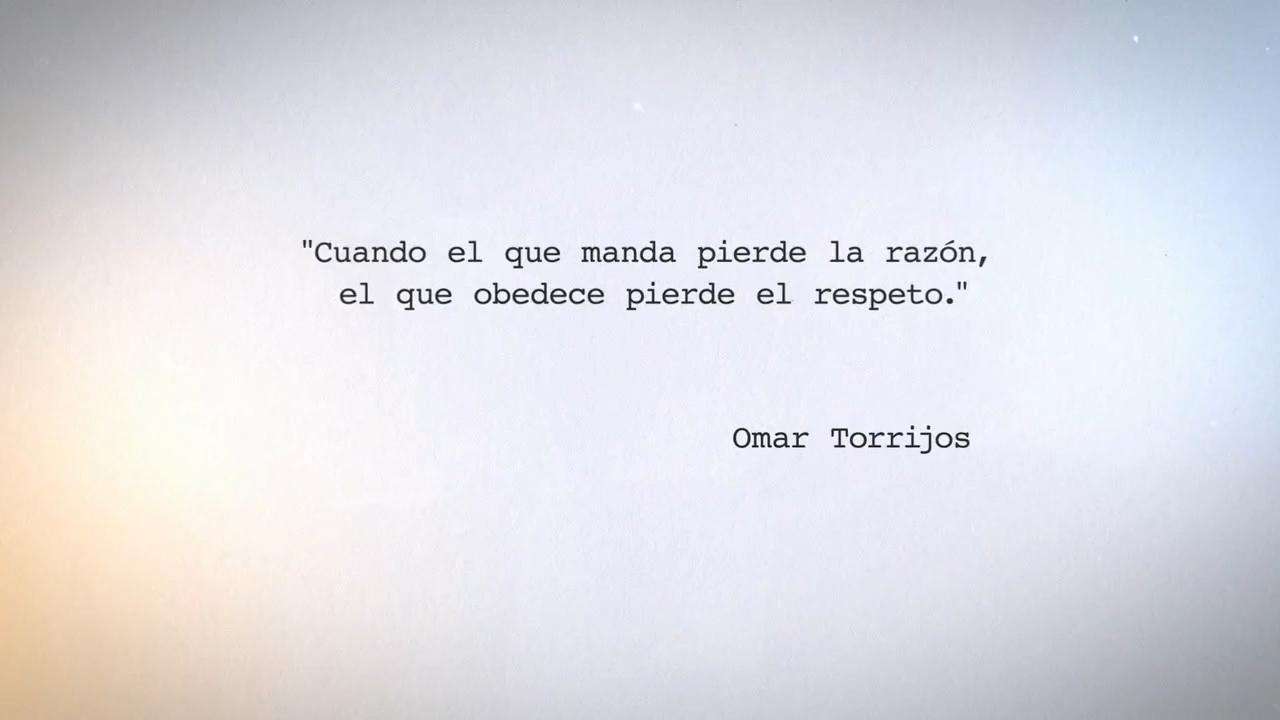 "Cuando el que manda pierde la razón,
el que obedece pierde el respeto."
Omar Torrijos